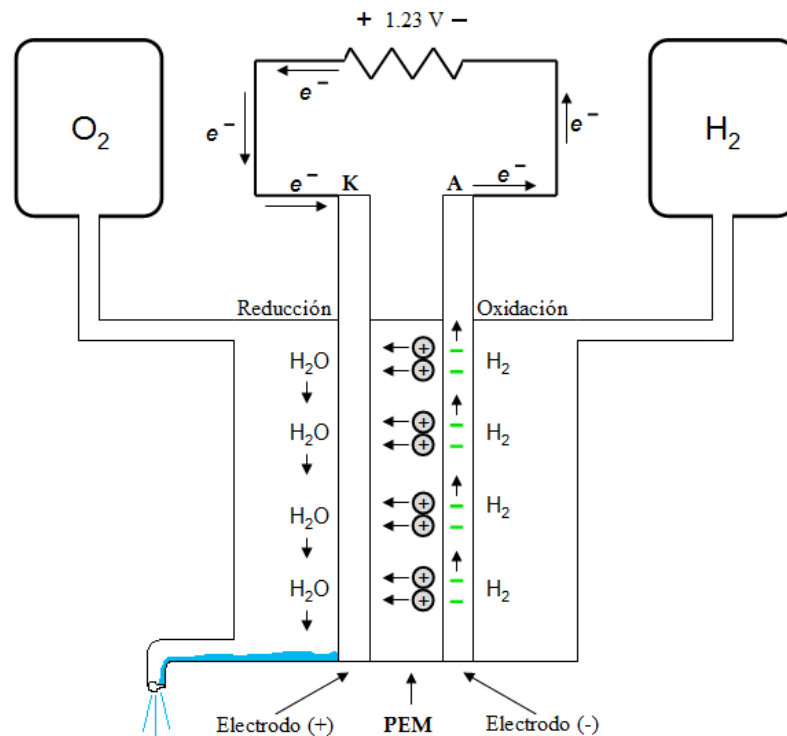 + 1.23 V −
e⁻
e⁻
e⁻
O₂
H₂
e⁻
K
A
e⁻
Reducción
Oxidación
H₂O
+
+
−
−
H₂
H₂O
+
+
−
−
H₂
H₂O
+
+
−
−
H₂
H₂O
+
+
−
−
H₂
Electrodo (+)
PEM
Electrodo (-)